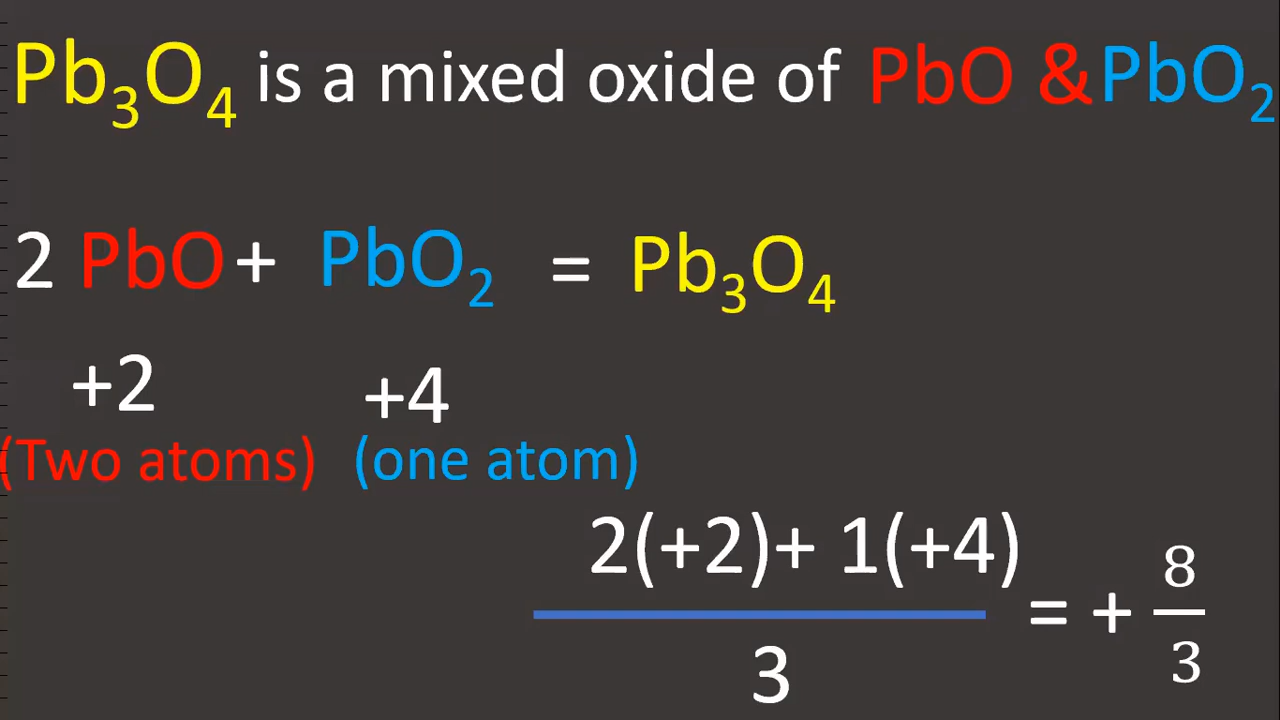 Pb₃O₄ is a mixed oxide of PbO & PbO₂
2 PbO + PbO₂ = Pb₃O₄
+2 +4
(Two atoms) (one atom)
2(+2)+ 1(+4)
= + 8
3
3